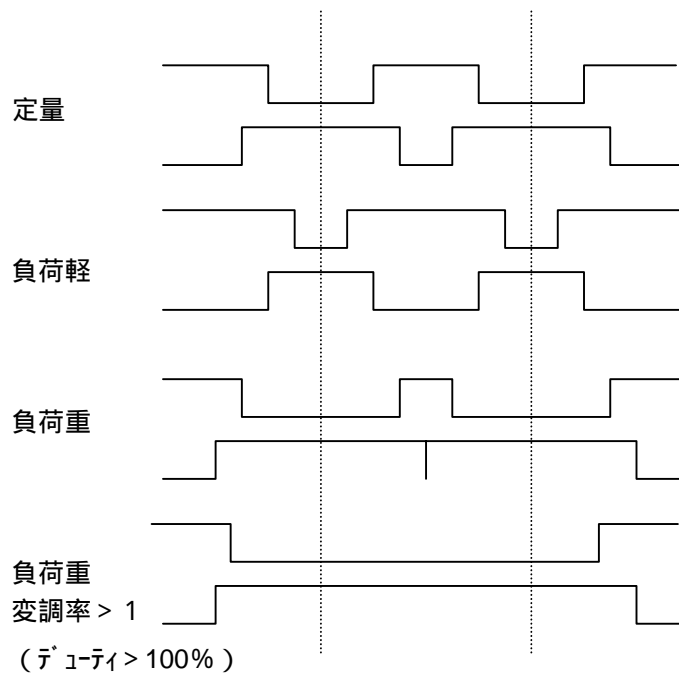 定量
負荷軽
負荷重
負荷重
変調率 > 1
（ﾃﾞｭｰﾃｨ> 100%）